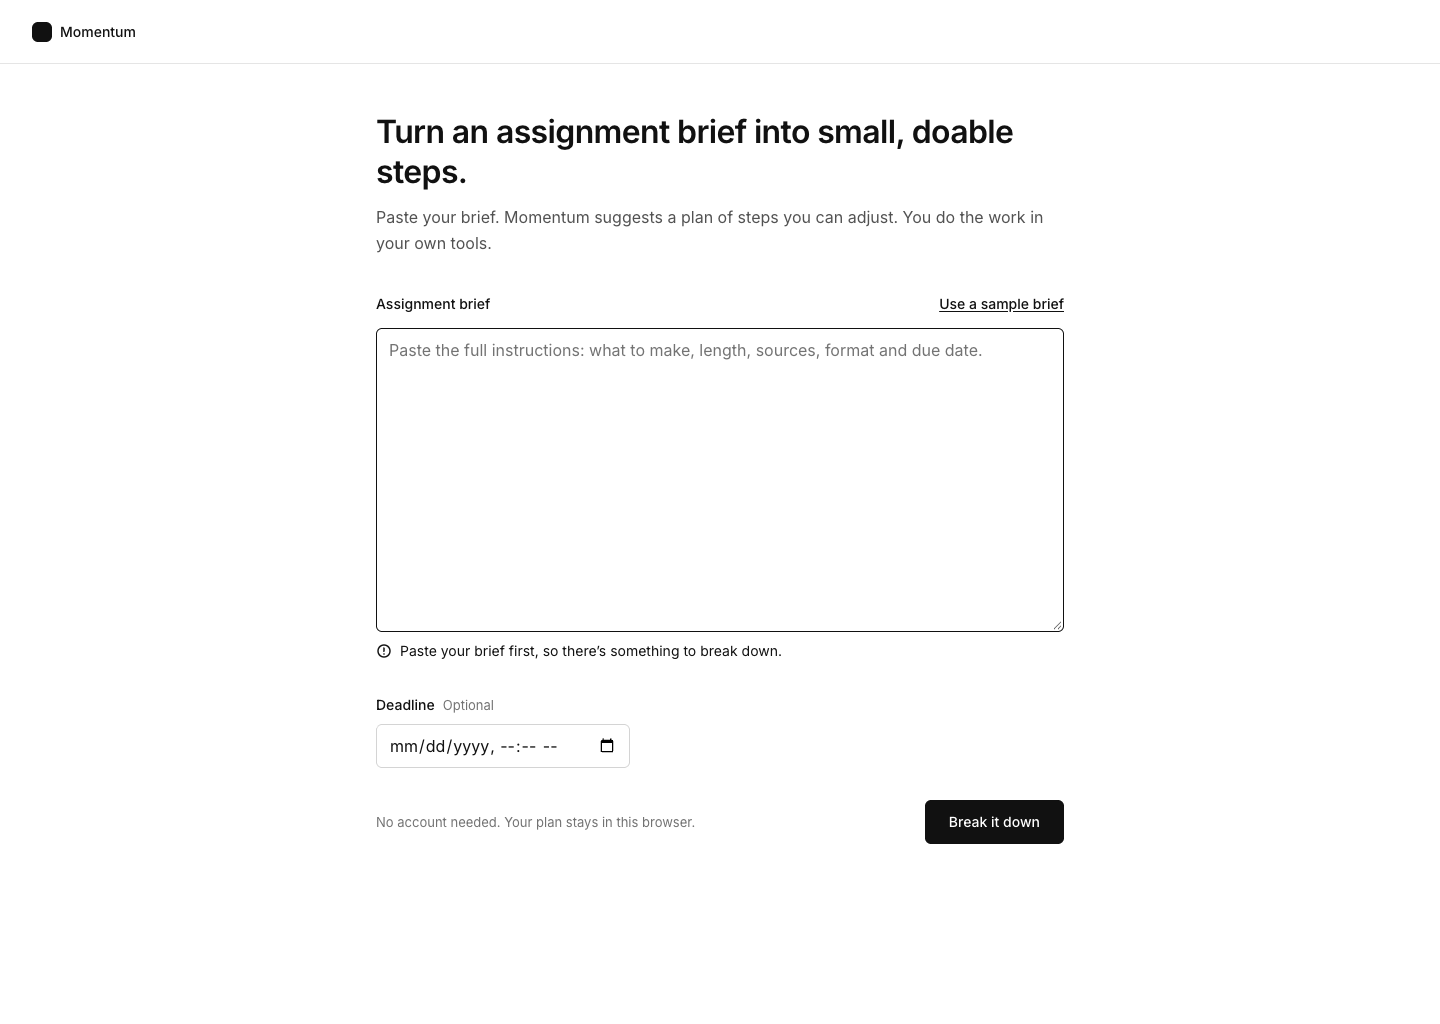 Momentum
Turn an assignment brief into small, doable
steps.
Paste your brief. Momentum suggests a plan of steps you can adjust. You do the work in
your own tools.
Assignment brief
Use a sample brief
Paste the full instructions: what to make, length, sources, format and due date.
Paste your brief first, so there’s something to break down.
Deadline Optional
mm/dd/yyyy, --:-- --
No account needed. Your plan stays in this browser.
Break it down